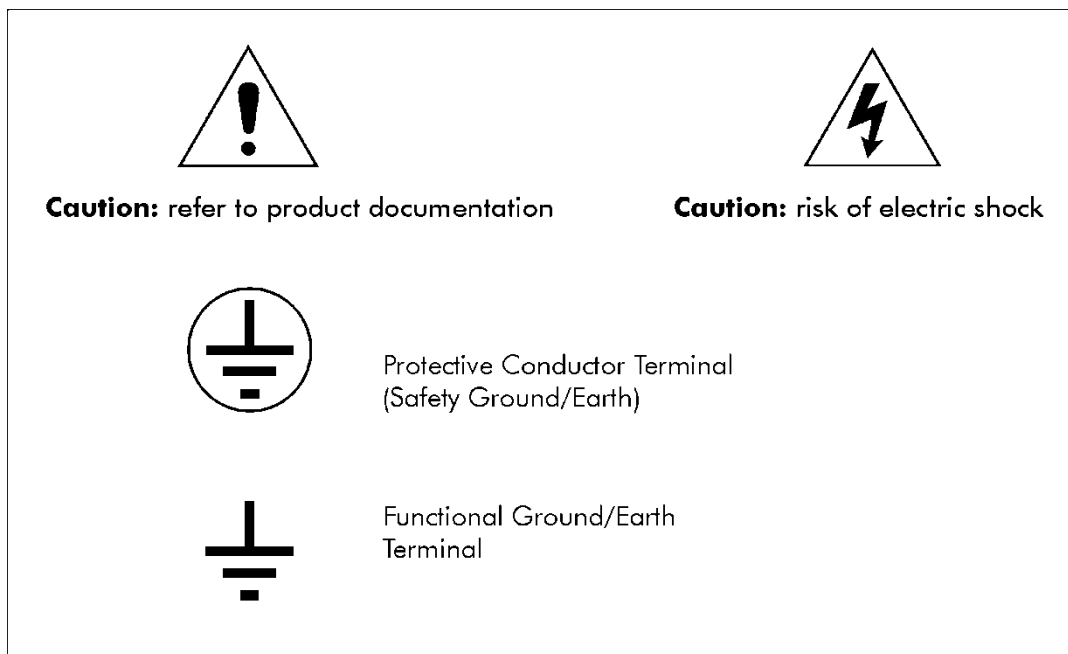 Caution: refer to product documentation
Caution: risk of electric shock
Protective Conductor Terminal
(Safety Ground/Earth)
Functional Ground/Earth
Terminal